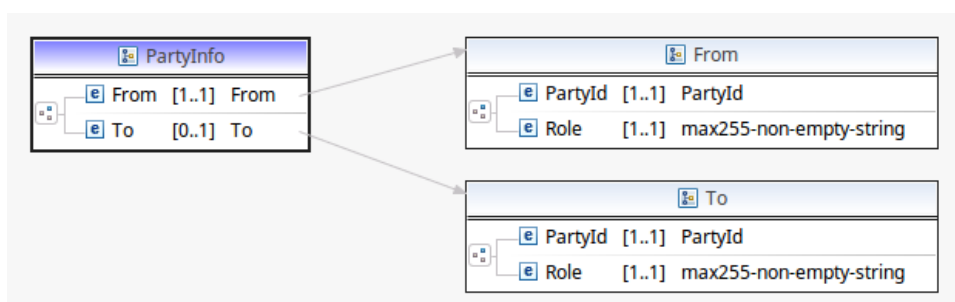 PartyInfo
From [1..1] From
To [0..1] To
From
PartyId [1..1] PartyId
Role [1..1] max255-non-empty-string
To
PartyId [1..1] PartyId
Role [1..1] max255-non-empty-string